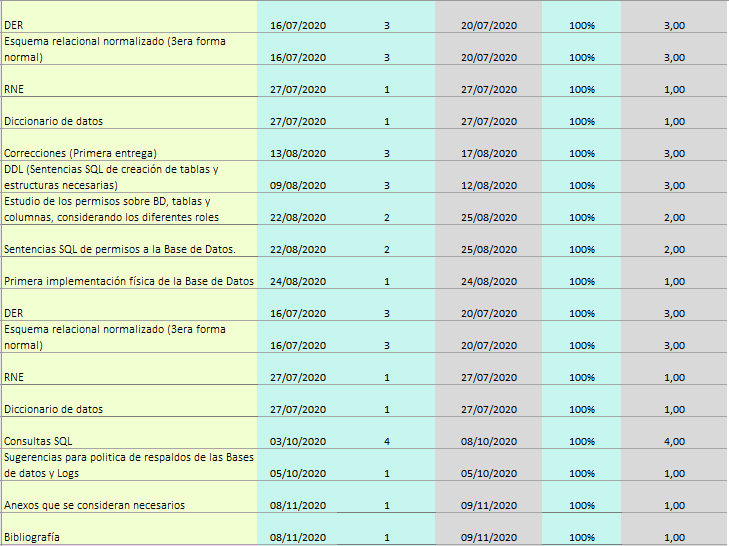 DER 16/07/2020 3 20/07/2020 100% 3,00
Esquema relacional normalizado (3era forma
normal) 16/07/2020 3 20/07/2020 100% 3,00
RNE 27/07/2020 1 27/07/2020 100% 1,00
Diccionario de datos 27/07/2020 1 27/07/2020 100% 1,00
Correcciones (Primera entrega) 13/08/2020 3 17/08/2020 100% 3,00
DDL (Sentencias SQL de creación de tablas y
estructuras necesarias) 09/08/2020 3 12/08/2020 100% 3,00
Estudio de los permisos sobre BD, tablas y
columnas, considerando los diferentes roles 22/08/2020 2 25/08/2020 100% 2,00
Sentencias SQL de permisos a la Base de Datos. 22/08/2020 2 25/08/2020 100% 2,00
Primera implementación física de la Base de Datos 24/08/2020 1 24/08/2020 100% 1,00
DER 16/07/2020 3 20/07/2020 100% 3,00
Esquema relacional normalizado (3era forma
normal) 16/07/2020 3 20/07/2020 100% 3,00
RNE 27/07/2020 1 27/07/2020 100% 1,00
Diccionario de datos 27/07/2020 1 27/07/2020 100% 1,00
Consultas SQL 03/10/2020 4 08/10/2020 100% 4,00
Sugerencias para politica de respaldos de las Bases
de datos y Logs 05/10/2020 1 05/10/2020 100% 1,00
Anexos que se consideran necesarios 08/11/2020 1 09/11/2020 100% 1,00
Bibliografía 08/11/2020 1 09/11/2020 100% 1,00